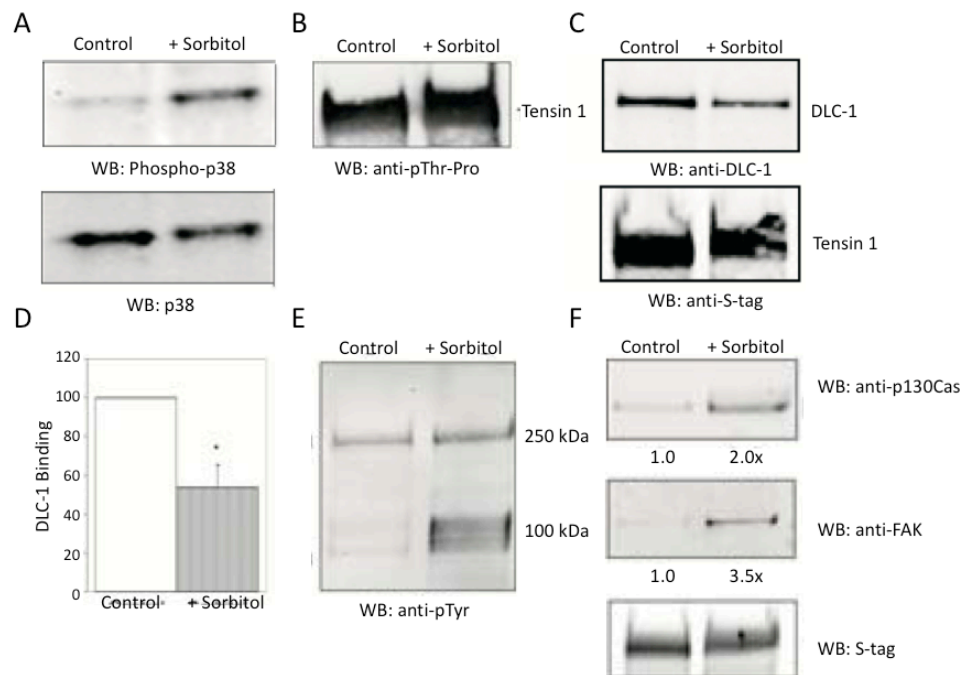 A
Control + Sorbitol
WB: Phospho-p38
WB: p38
B
Control + Sorbitol
Tensin 1
WB: anti-pThr-Pro
C
Control + Sorbitol
DLC-1
WB: anti-DLC-1
Tensin 1
WB: anti-S-tag
D
120
100
80
60
40
20
0
DLC-1 Binding
*
Control + Sorbitol
E
Control + Sorbitol
250 kDa
100 kDa
WB: anti-pTyr
F
Control + Sorbitol
WB: anti-p130Cas
1.0 2.0x
WB: anti-FAK
1.0 3.5x
WB: S-tag